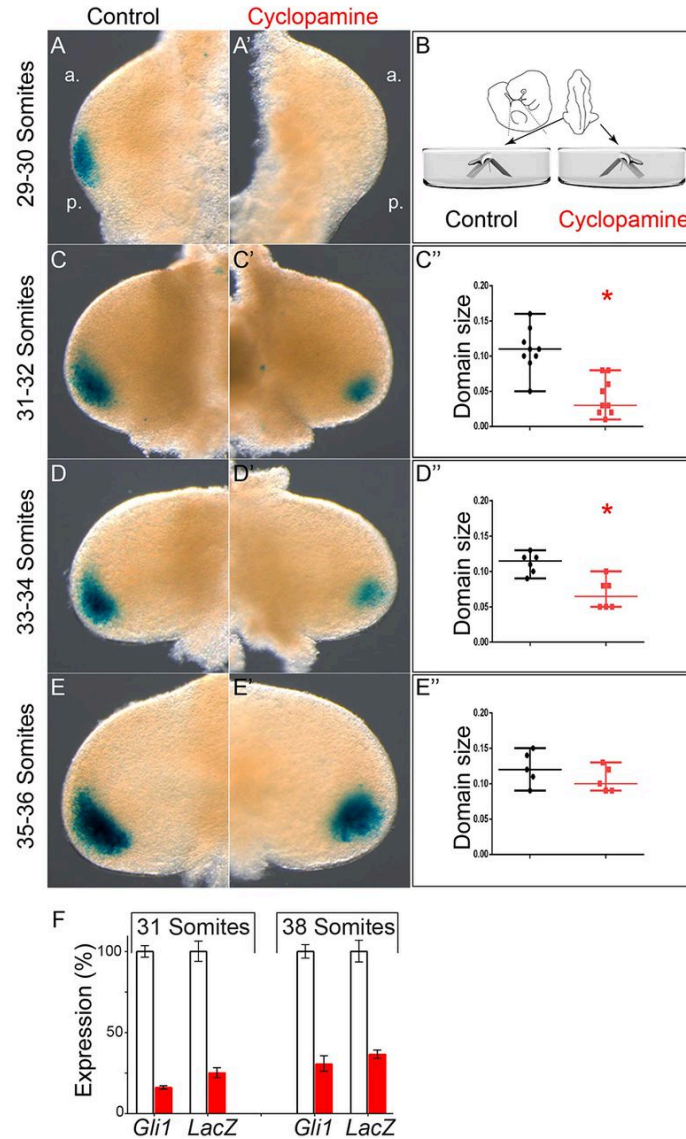 Control Cyclopamine
29-30 Somites
A a. p.
A' a. p.
B
Control Cyclopamine
31-32 Somites
C
C'
C''
*
Domain size
0.20
0.15
0.10
0.05
0.00
33-34 Somites
D
D'
D''
*
Domain size
0.20
0.15
0.10
0.05
0.00
35-36 Somites
E
E'
E''
Domain size
0.20
0.15
0.10
0.05
0.00
F
31 Somites 38 Somites
Expression (%)
100
50
0
Gli1 LacZ Gli1 LacZ